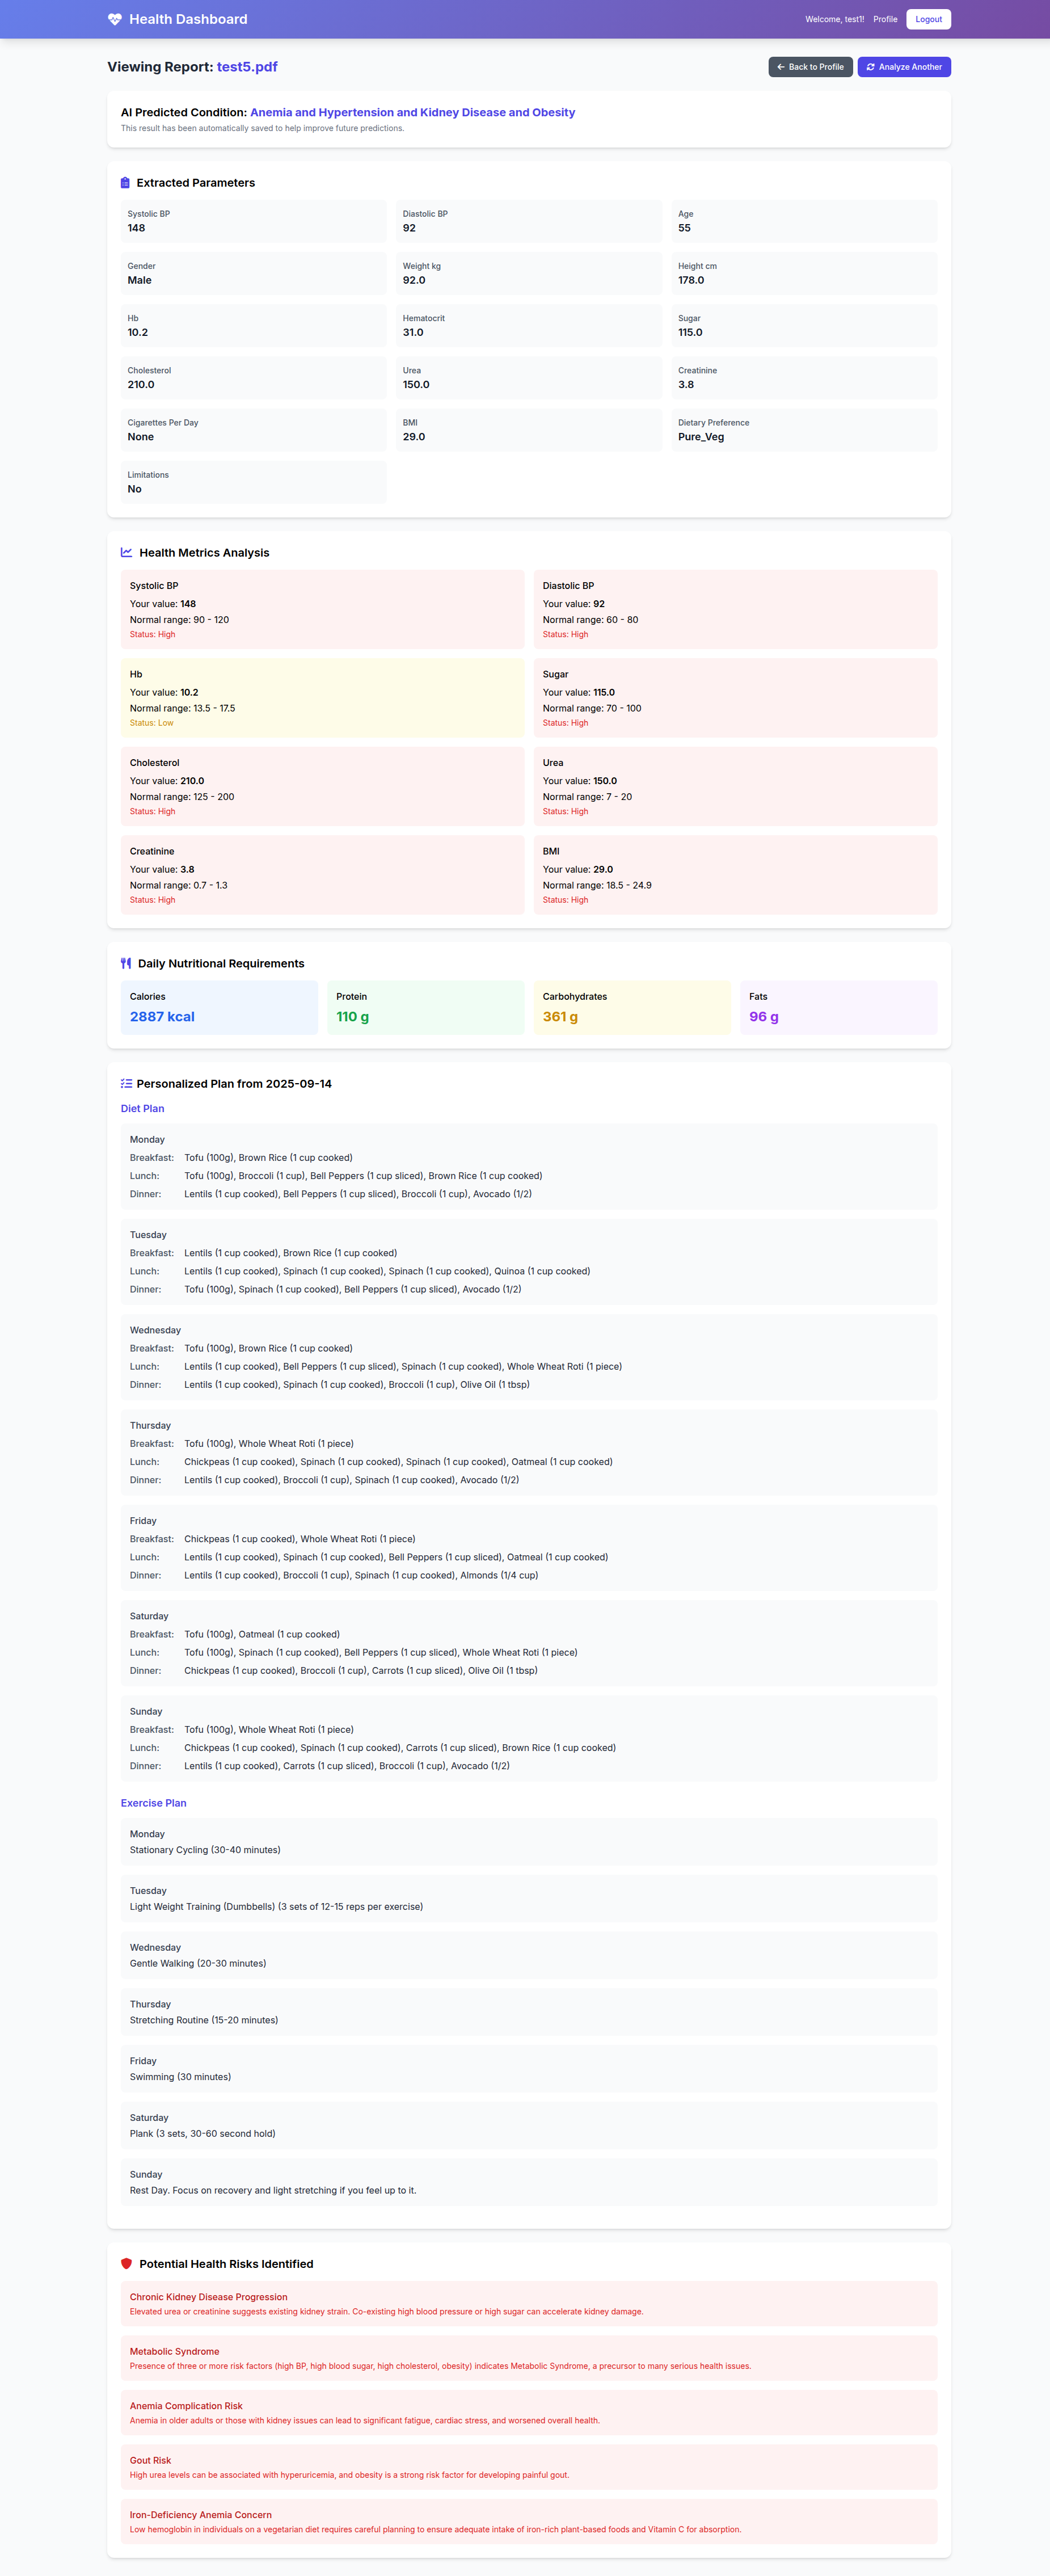 Health Dashboard
Welcome, test1! Profile Logout
Viewing Report: test5.pdf
Back to Profile Analyze Another
AI Predicted Condition: Anemia and Hypertension and Kidney Disease and Obesity
This result has been automatically saved to help improve future predictions.
Extracted Parameters
Systolic BP
148
Diastolic BP
92
Age
55
Gender
Male
Weight kg
92.0
Height cm
178.0
Hb
10.2
Hematocrit
31.0
Sugar
115.0
Cholesterol
210.0
Urea
150.0
Creatinine
3.8
Cigarettes Per Day
None
BMI
29.0
Dietary Preference
Pure_Veg
Limitations
No
Health Metrics Analysis
Systolic BP
Your value: 148
Normal range: 90 - 120
Status: High
Diastolic BP
Your value: 92
Normal range: 60 - 80
Status: High
Hb
Your value: 10.2
Normal range: 13.5 - 17.5
Status: Low
Sugar
Your value: 115.0
Normal range: 70 - 100
Status: High
Cholesterol
Your value: 210.0
Normal range: 125 - 200
Status: High
Urea
Your value: 150.0
Normal range: 7 - 20
Status: High
Creatinine
Your value: 3.8
Normal range: 0.7 - 1.3
Status: High
BMI
Your value: 29.0
Normal range: 18.5 - 24.9
Status: High
Daily Nutritional Requirements
Calories
2887 kcal
Protein
110 g
Carbohydrates
361 g
Fats
96 g
Personalized Plan from 2025-09-14
Diet Plan
Monday
Breakfast: Tofu (100g), Brown Rice (1 cup cooked)
Lunch: Tofu (100g), Broccoli (1 cup), Bell Peppers (1 cup sliced), Brown Rice (1 cup cooked)
Dinner: Lentils (1 cup cooked), Bell Peppers (1 cup sliced), Broccoli (1 cup), Avocado (1/2)
Tuesday
Breakfast: Lentils (1 cup cooked), Brown Rice (1 cup cooked)
Lunch: Lentils (1 cup cooked), Spinach (1 cup cooked), Spinach (1 cup cooked), Quinoa (1 cup cooked)
Dinner: Tofu (100g), Spinach (1 cup cooked), Bell Peppers (1 cup sliced), Avocado (1/2)
Wednesday
Breakfast: Tofu (100g), Brown Rice (1 cup cooked)
Lunch: Lentils (1 cup cooked), Bell Peppers (1 cup sliced), Spinach (1 cup cooked), Whole Wheat Roti (1 piece)
Dinner: Lentils (1 cup cooked), Spinach (1 cup cooked), Broccoli (1 cup), Olive Oil (1 tbsp)
Thursday
Breakfast: Tofu (100g), Whole Wheat Roti (1 piece)
Lunch: Chickpeas (1 cup cooked), Spinach (1 cup cooked), Spinach (1 cup cooked), Oatmeal (1 cup cooked)
Dinner: Lentils (1 cup cooked), Broccoli (1 cup), Spinach (1 cup cooked), Avocado (1/2)
Friday
Breakfast: Chickpeas (1 cup cooked), Whole Wheat Roti (1 piece)
Lunch: Lentils (1 cup cooked), Spinach (1 cup cooked), Bell Peppers (1 cup sliced), Oatmeal (1 cup cooked)
Dinner: Lentils (1 cup cooked), Broccoli (1 cup), Spinach (1 cup cooked), Almonds (1/4 cup)
Saturday
Breakfast: Tofu (100g), Oatmeal (1 cup cooked)
Lunch: Tofu (100g), Spinach (1 cup cooked), Bell Peppers (1 cup sliced), Whole Wheat Roti (1 piece)
Dinner: Chickpeas (1 cup cooked), Broccoli (1 cup), Carrots (1 cup sliced), Olive Oil (1 tbsp)
Sunday
Breakfast: Tofu (100g), Whole Wheat Roti (1 piece)
Lunch: Chickpeas (1 cup cooked), Spinach (1 cup cooked), Carrots (1 cup sliced), Brown Rice (1 cup cooked)
Dinner: Lentils (1 cup cooked), Carrots (1 cup sliced), Broccoli (1 cup), Avocado (1/2)
Exercise Plan
Monday
Stationary Cycling (30-40 minutes)
Tuesday
Light Weight Training (Dumbbells) (3 sets of 12-15 reps per exercise)
Wednesday
Gentle Walking (20-30 minutes)
Thursday
Stretching Routine (15-20 minutes)
Friday
Swimming (30 minutes)
Saturday
Plank (3 sets, 30-60 second hold)
Sunday
Rest Day. Focus on recovery and light stretching if you feel up to it.
Potential Health Risks Identified
Chronic Kidney Disease Progression
Elevated urea or creatinine suggests existing kidney strain. Co-existing high blood pressure or high sugar can accelerate kidney damage.
Metabolic Syndrome
Presence of three or more risk factors (high BP, high blood sugar, high cholesterol, obesity) indicates Metabolic Syndrome, a precursor to many serious health issues.
Anemia Complication Risk
Anemia in older adults or those with kidney issues can lead to significant fatigue, cardiac stress, and worsened overall health.
Gout Risk
High urea levels can be associated with hyperuricemia, and obesity is a strong risk factor for developing painful gout.
Iron-Deficiency Anemia Concern
Low hemoglobin in individuals on a vegetarian diet requires careful planning to ensure adequate intake of iron-rich plant-based foods and Vitamin C for absorption.